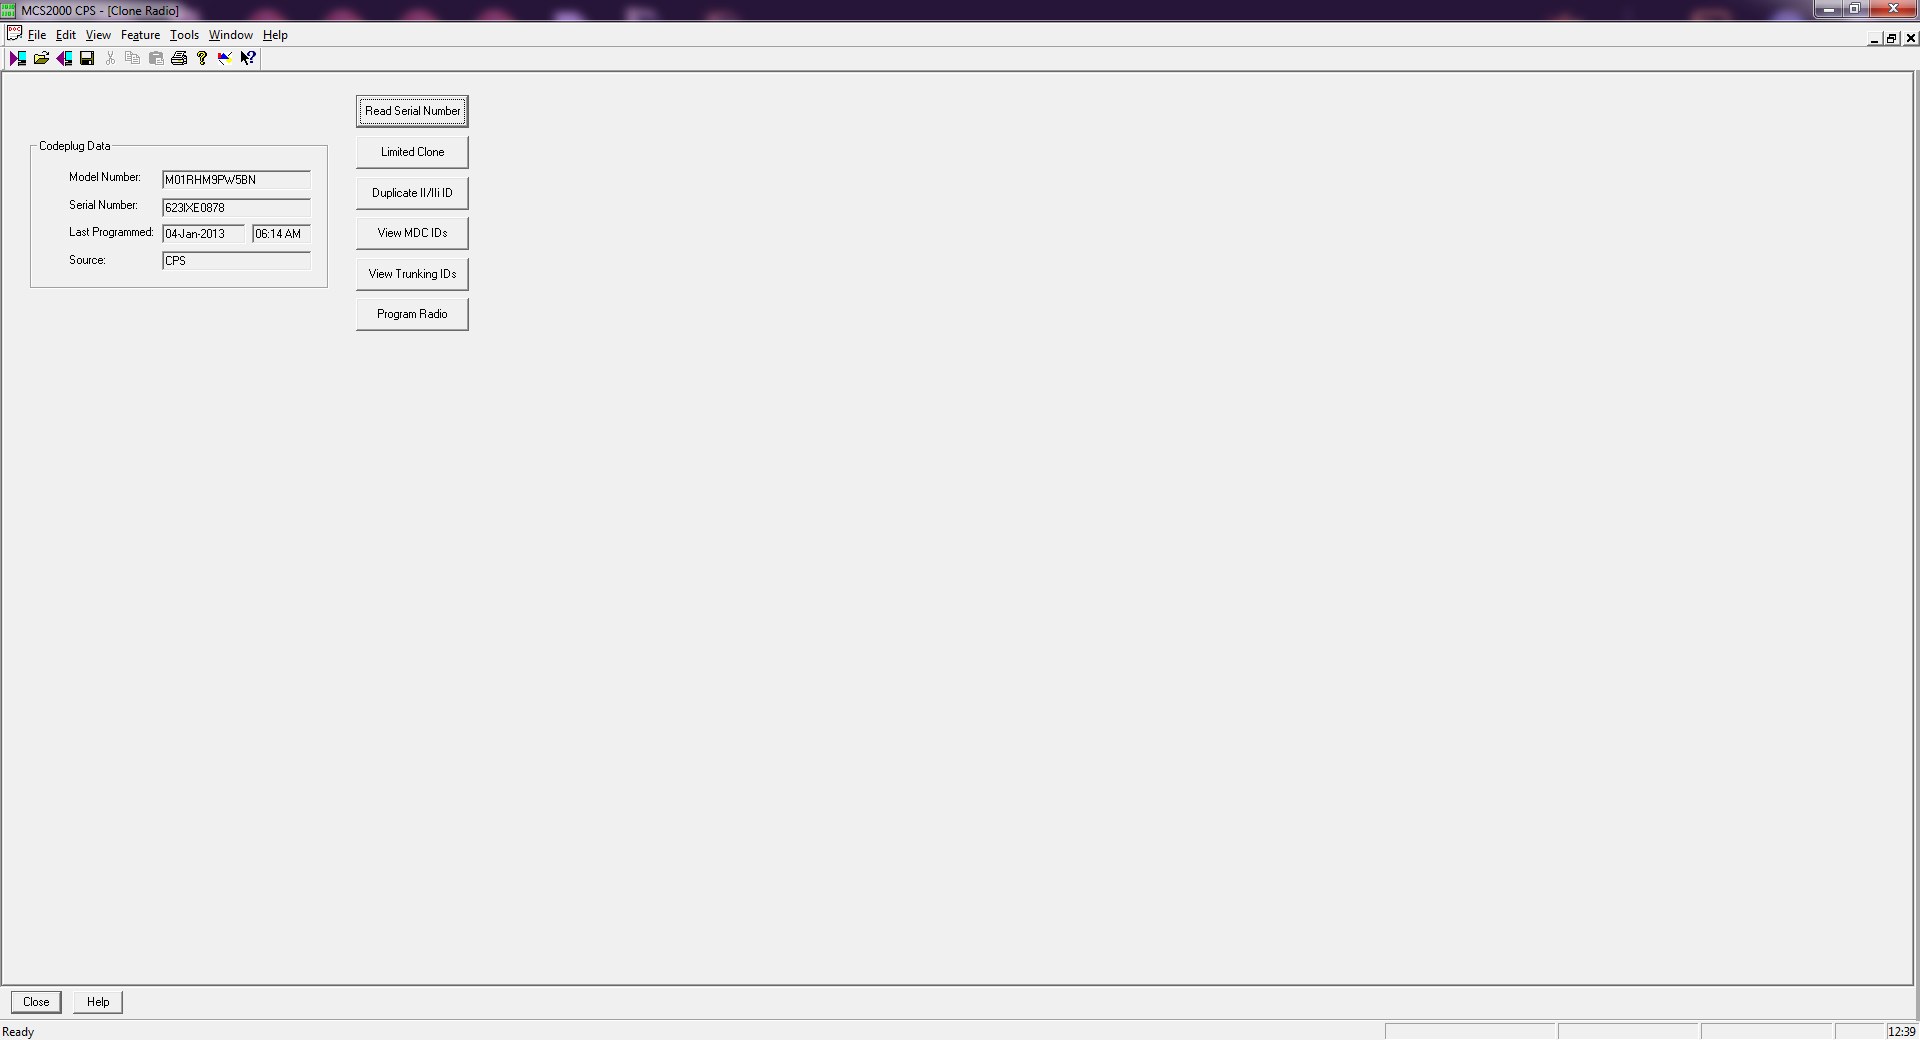 MCS2000 CPS - [Clone Radio]
File Edit View Feature Tools Window Help
Read Serial Number
Limited Clone
Duplicate II/IIi ID
View MDC IDs
View Trunking IDs
Program Radio
Codeplug Data
Model Number: M01RHM9PW5BN
Serial Number: 623IXE0878
Last Programmed: 04-Jan-2013 06:14 AM
Source: CPS
Close Help
Ready 12:39